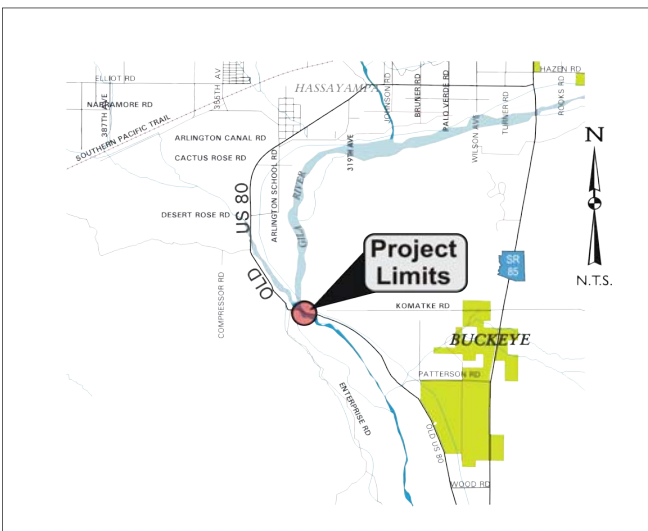 HAZEN RD
ELLIOT RD
355TH AV
HASSAYAMPA
JOHNSON RD
BRUNER RD
PALO VERDE RD
TURNER RD
ROOKS RD
387TH AVE
NARRAMORE RD
SOUTHERN PACIFIC TRAIL
ARLINGTON CANAL RD
CACTUS ROSE RD
WILSON AVE
319TH AVE
ARLINGTON SCHOOL RD
GILA RIVER
DESERT ROSE RD
OLD US 80
N
N.T.S.
SR
85
Project
Limits
COMPRESSOR RD
KOMATKE RD
BUCKEYE
PATTERSON RD
ENTERPRISE RD
OLD US 80
WOOD RD